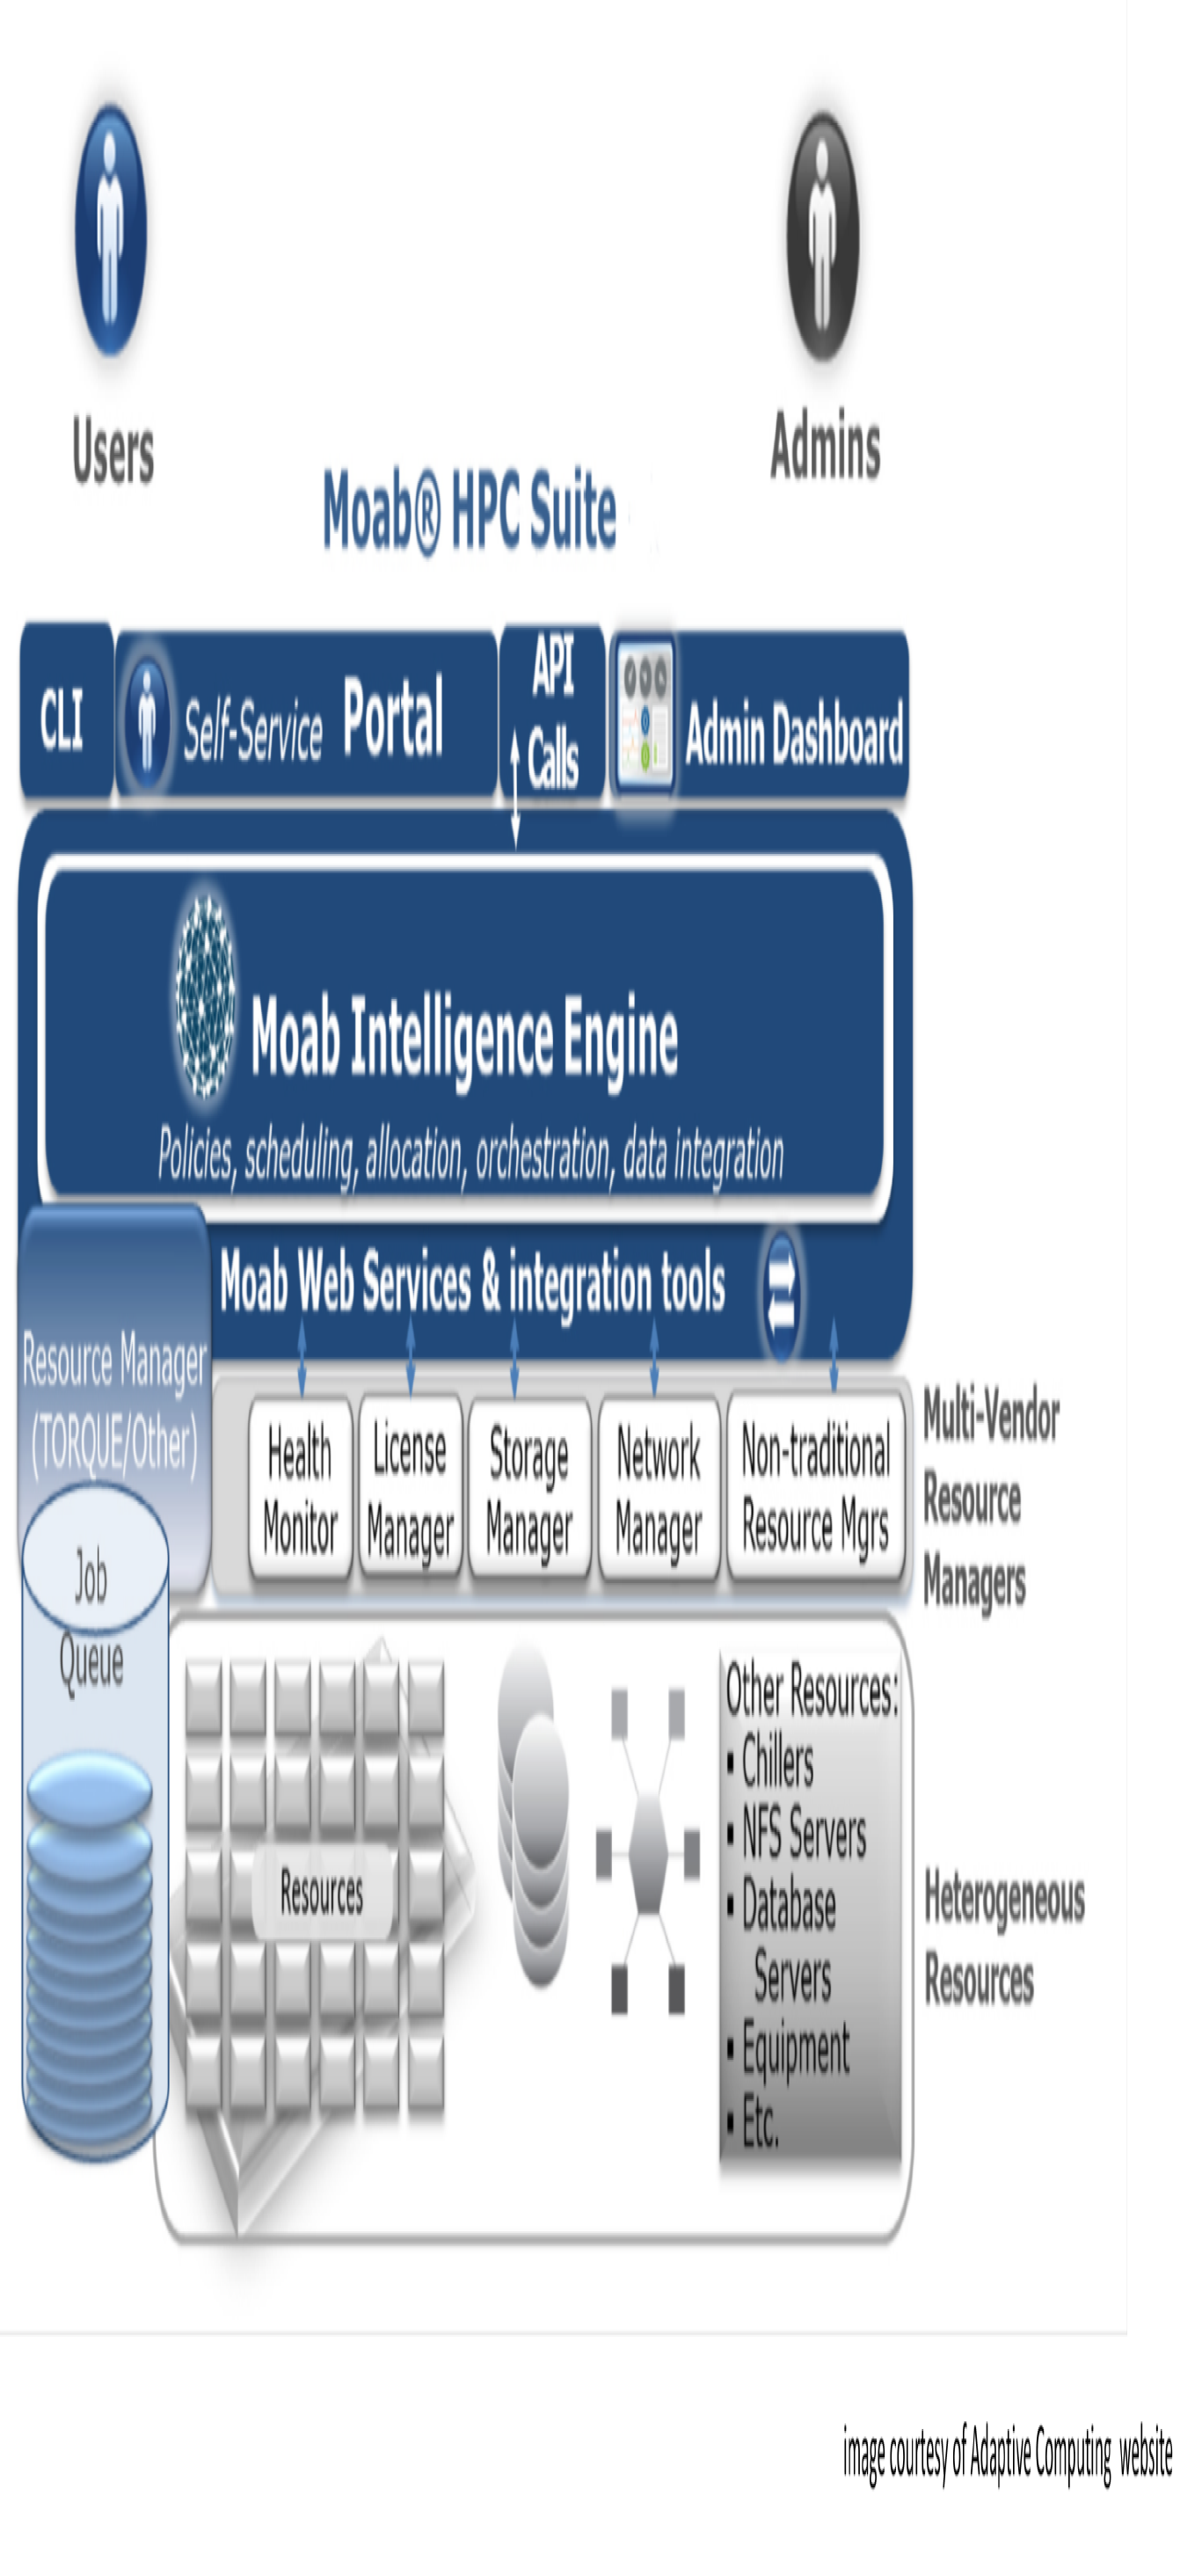 Users
Admins
Moab® HPC Suite
CLI
Self-Service Portal
API
Calls
Admin Dashboard
Moab Intelligence Engine
Policies, scheduling, allocation, orchestration, data integration
Moab Web Services & integration tools
Resource Manager
(TORQUE/Other)
Health
Monitor
License
Manager
Storage
Manager
Network
Manager
Non-traditional
Resource Mgrs
Multi-Vendor
Resource
Managers
Job
Queue
Resources
Other Resources:
▪ Chillers
▪ NFS Servers
▪ Database
Servers
▪ Equipment
▪ Etc.
Heterogeneous
Resources
image courtesy of Adaptive Computing website